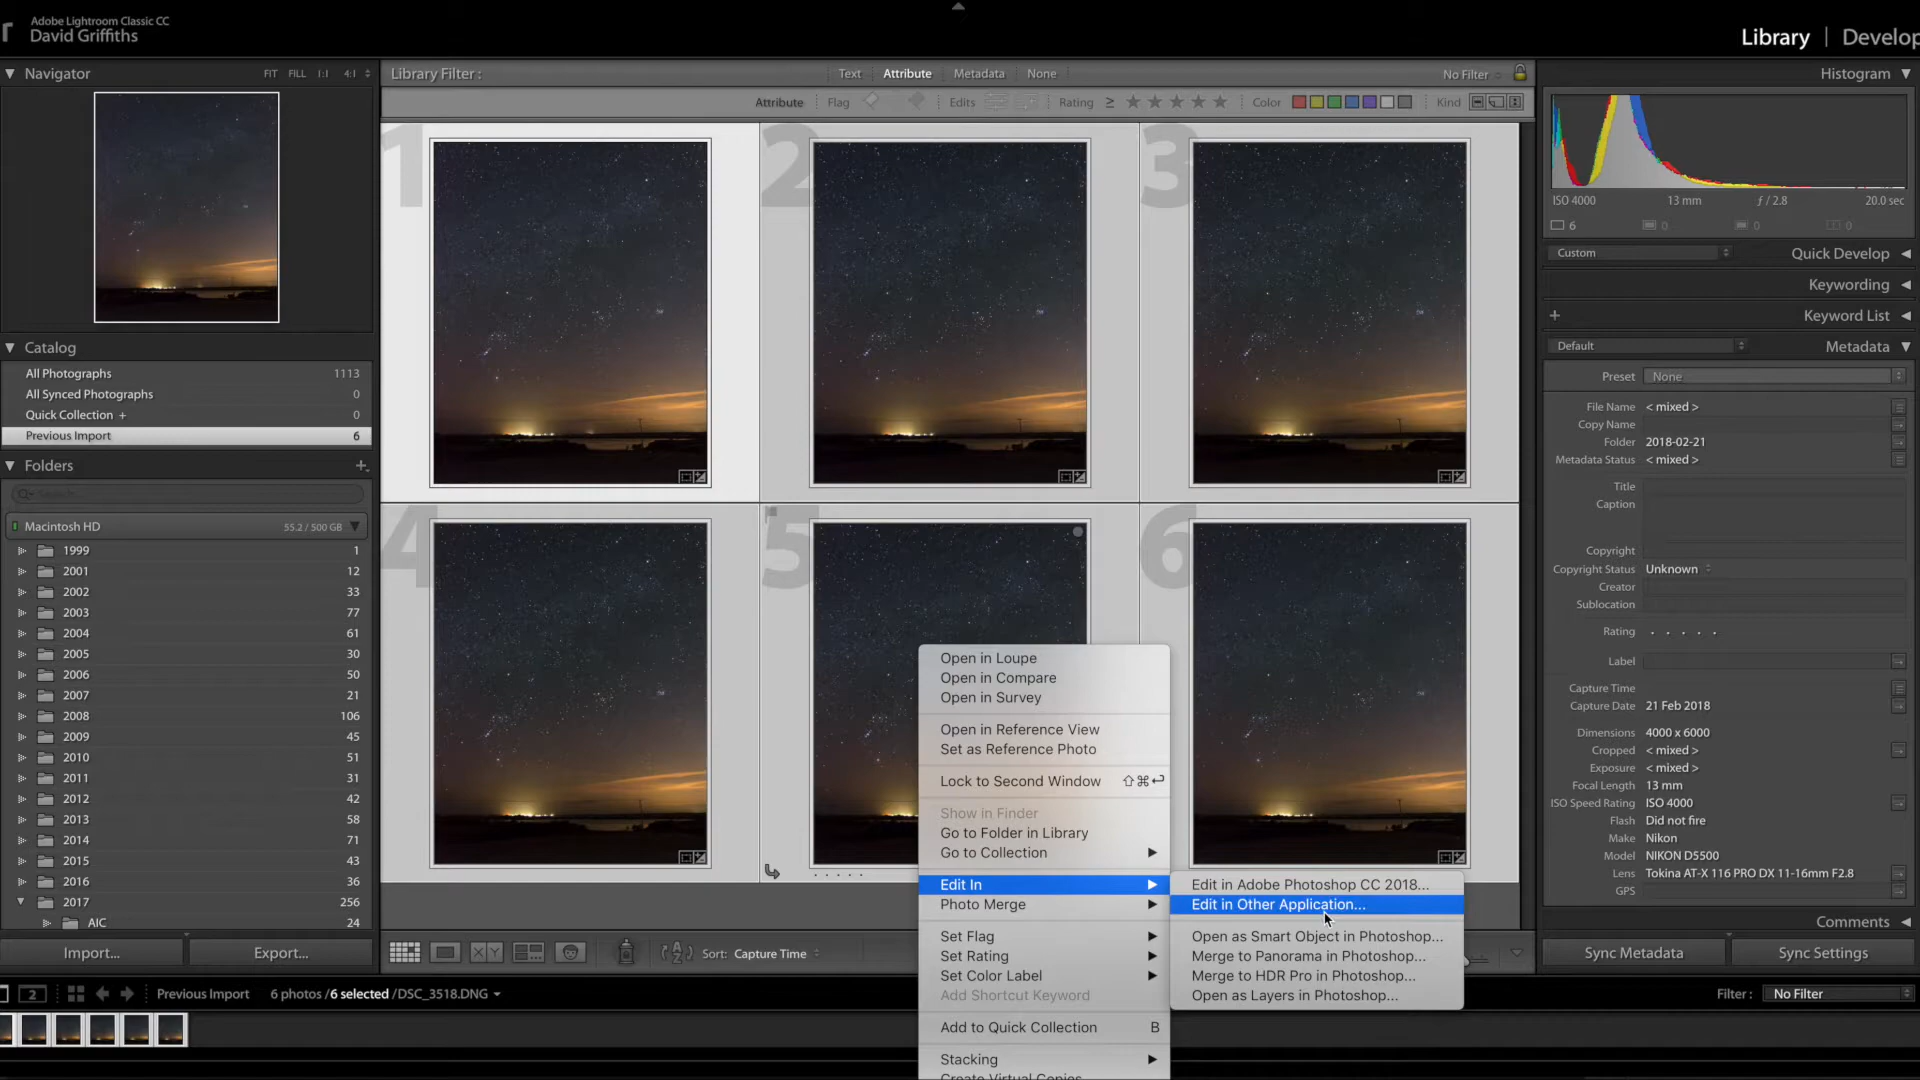 Adobe Lightroom Classic CC
David Griffiths
Library | Develop
Navigator FIT FILL 1:1 4:1
Library Filter : Text Attribute Metadata None No Filter
Attribute Flag Edits Rating ≥ Color Kind
Histogram
ISO 4000 13 mm ƒ / 2.8 20.0 sec
6 0 0 0
Custom Quick Develop
Keywording
+ Keyword List
Default Metadata
Preset None
File Name < mixed >
Copy Name
Folder 2018-02-21
Metadata Status < mixed >
Title
Caption
Copyright
Copyright Status Unknown
Creator
Sublocation
Rating . . . . .
Label
Capture Time
Capture Date 21 Feb 2018
Dimensions 4000 x 6000
Cropped < mixed >
Exposure < mixed >
Focal Length 13 mm
ISO Speed Rating ISO 4000
Flash Did not fire
Make Nikon
Model NIKON D5500
Lens Tokina AT-X 116 PRO DX 11-16mm F2.8
GPS
Comments
Sync Metadata Sync Settings
Catalog
All Photographs 1113
All Synced Photographs 0
Quick Collection + 0
Previous Import 6
Folders +
Macintosh HD 55.2 / 500 GB
1999 1
2001 12
2002 33
2003 77
2004 61
2005 30
2006 50
2007 21
2008 106
2009 45
2010 51
2011 31
2012 42
2013 58
2014 71
2015 43
2016 36
2017 256
AIC 24
Import... Export...
1 2 3
4 5 6
Open in Loupe
Open in Compare
Open in Survey
Open in Reference View
Set as Reference Photo
Lock to Second Window ⇧⌘↩
Show in Finder
Go to Folder in Library
Go to Collection
Edit In
Photo Merge
Set Flag
Set Rating
Set Color Label
Add Shortcut Keyword
Add to Quick Collection B
Stacking
Create Virtual Copies
Edit in Adobe Photoshop CC 2018...
Edit in Other Application...
Open as Smart Object in Photoshop...
Merge to Panorama in Photoshop...
Merge to HDR Pro in Photoshop...
Open as Layers in Photoshop...
X Y Sort: Capture Time
2 Previous Import 6 photos / 6 selected / DSC_3518.DNG
Filter : No Filter